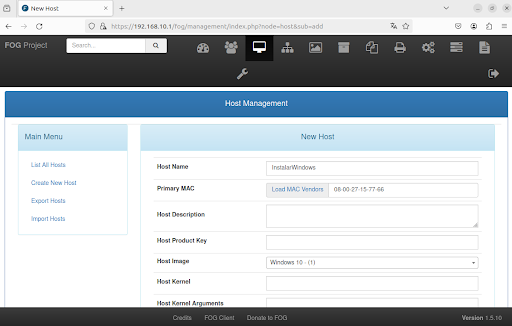 New Host
https://192.168.10.1/fog/management/index.php?node=host&sub=add
FOG Project
Search...
Host Management
Main Menu
List All Hosts
Create New Host
Export Hosts
Import Hosts
New Host
Host Name InstalarWindows
Primary MAC Load MAC Vendors 08-00-27-15-77-66
Host Description
Host Product Key
Host Image Windows 10 - (1)
Host Kernel
Host Kernel Arguments
Credits FOG Client Donate to FOG Version 1.5.10